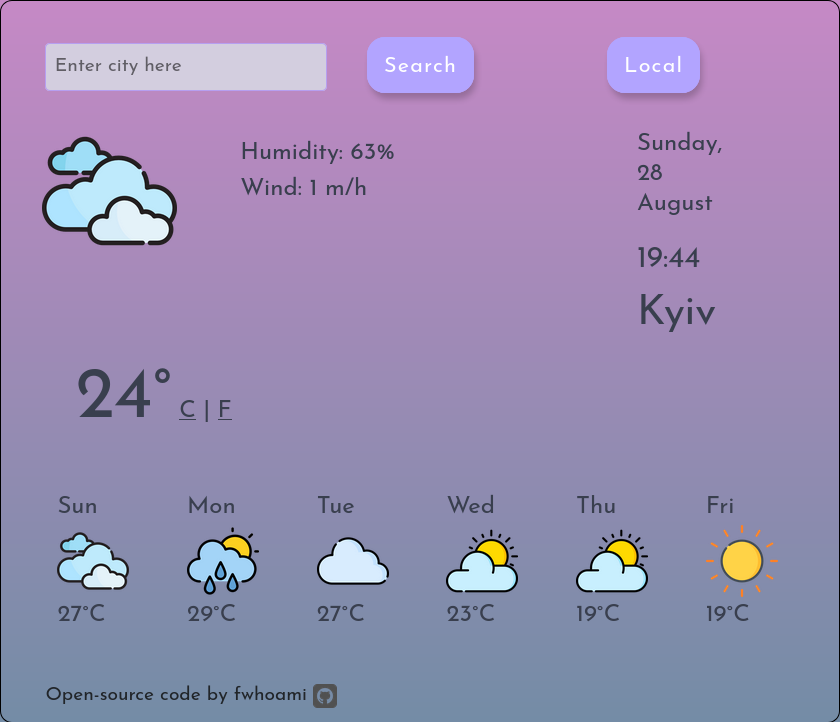 Enter city here
Search
Local
Humidity: 63%
Wind: 1 m/h
Sunday,
28
August
19:44
Kyiv
24° C | F
Sun Mon Tue Wed Thu Fri
27°C 29°C 27°C 23°C 19°C 19°C
Open-source code by fwhoami